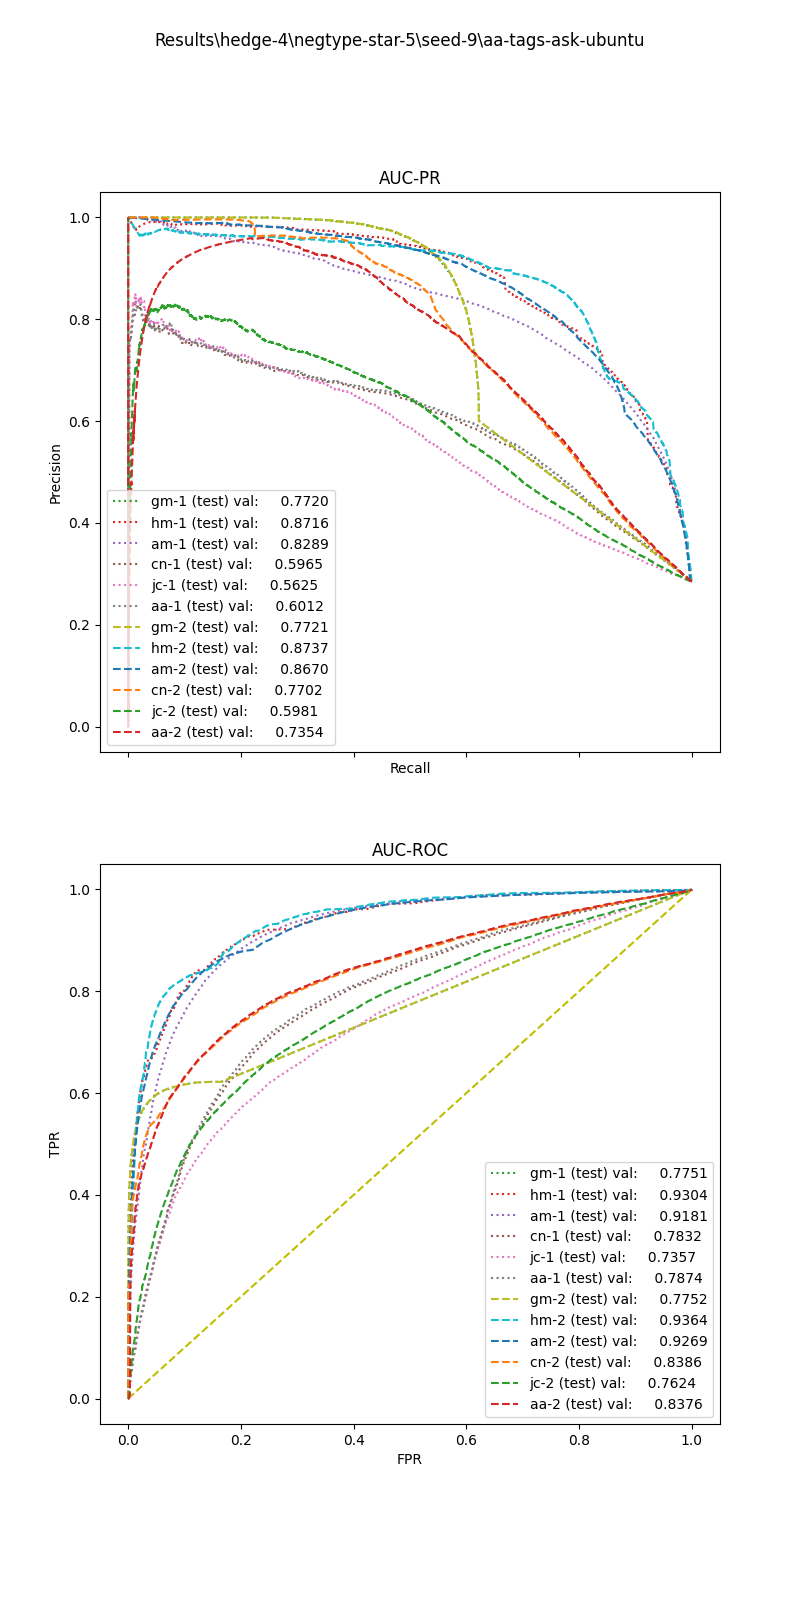 Results\hedge-4\negtype-star-5\seed-9\aa-tags-ask-ubuntu
AUC-PR
1.0
0.8
0.6
0.4
0.2
0.0
Precision
gm-1 (test) val: 0.7720
hm-1 (test) val: 0.8716
am-1 (test) val: 0.8289
cn-1 (test) val: 0.5965
jc-1 (test) val: 0.5625
aa-1 (test) val: 0.6012
gm-2 (test) val: 0.7721
hm-2 (test) val: 0.8737
am-2 (test) val: 0.8670
cn-2 (test) val: 0.7702
jc-2 (test) val: 0.5981
aa-2 (test) val: 0.7354
Recall
AUC-ROC
1.0
0.8
0.6
0.4
0.2
0.0
TPR
gm-1 (test) val: 0.7751
hm-1 (test) val: 0.9304
am-1 (test) val: 0.9181
cn-1 (test) val: 0.7832
jc-1 (test) val: 0.7357
aa-1 (test) val: 0.7874
gm-2 (test) val: 0.7752
hm-2 (test) val: 0.9364
am-2 (test) val: 0.9269
cn-2 (test) val: 0.8386
jc-2 (test) val: 0.7624
aa-2 (test) val: 0.8376
0.0 0.2 0.4 0.6 0.8 1.0
FPR